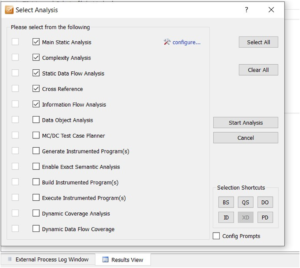 Select Analysis
Please select from the following
Main Static Analysis
configure...
Select All
Complexity Analysis
Static Data Flow Analysis
Clear All
Cross Reference
Information Flow Analysis
Data Object Analysis
Start Analysis
MC/DC Test Case Planner
Cancel
Generate Instrumented Program(s)
Enable Exact Semantic Analysis
Build Instrumented Program(s)
Selection Shortcuts
Execute Instrumented Program(s)
BS QS DO
Dynamic Coverage Analysis
ID XD PD
Dynamic Data Flow Coverage
Config Prompts
External Process Log Window
Results View